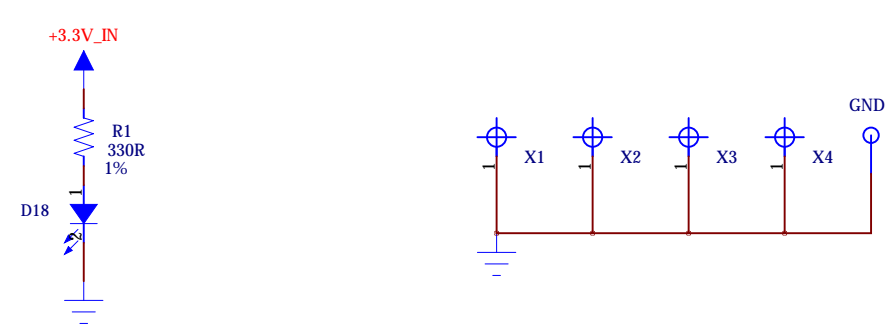 +3.3V_IN
R1
330R
1%
1
D18
2
GND
X1
X2
X3
X4
1
1
1
1